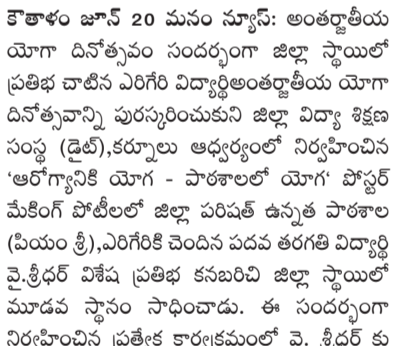 కౌతాళం జూన్ 20 మనం న్యూస్: అంతర్జాతీయ
యోగా దినోత్సవం సందర్భంగా జిల్లా స్థాయిలో
ప్రతిభ చాటిన ఎరిగేరి విద్యార్థిఅంతర్జాతీయ యోగా
దినోత్సవాన్ని పురస్కరించుకుని జిల్లా విద్యా శిక్షణ
సంస్థ (డైట్),కర్నూలు ఆధ్వర్యంలో నిర్వహించిన
‘ఆరోగ్యానికి యోగ - పాఠశాలలో యోగ‘ పోస్టర్
మేకింగ్ పోటీలలో జిల్లా పరిషత్ ఉన్నత పాఠశాల
(పియం శ్రీ),ఎరిగేరికి చెందిన పదవ తరగతి విద్యార్థి
వై.శ్రీధర్ విశేష ప్రతిభ కనబరిచి జిల్లా స్థాయిలో
మూడవ స్థానం సాధించాడు. ఈ సందర్భంగా
నిర్వహించిన ప్రత్యేక కార్యక్రమంలో వై. శ్రీధర్ కు